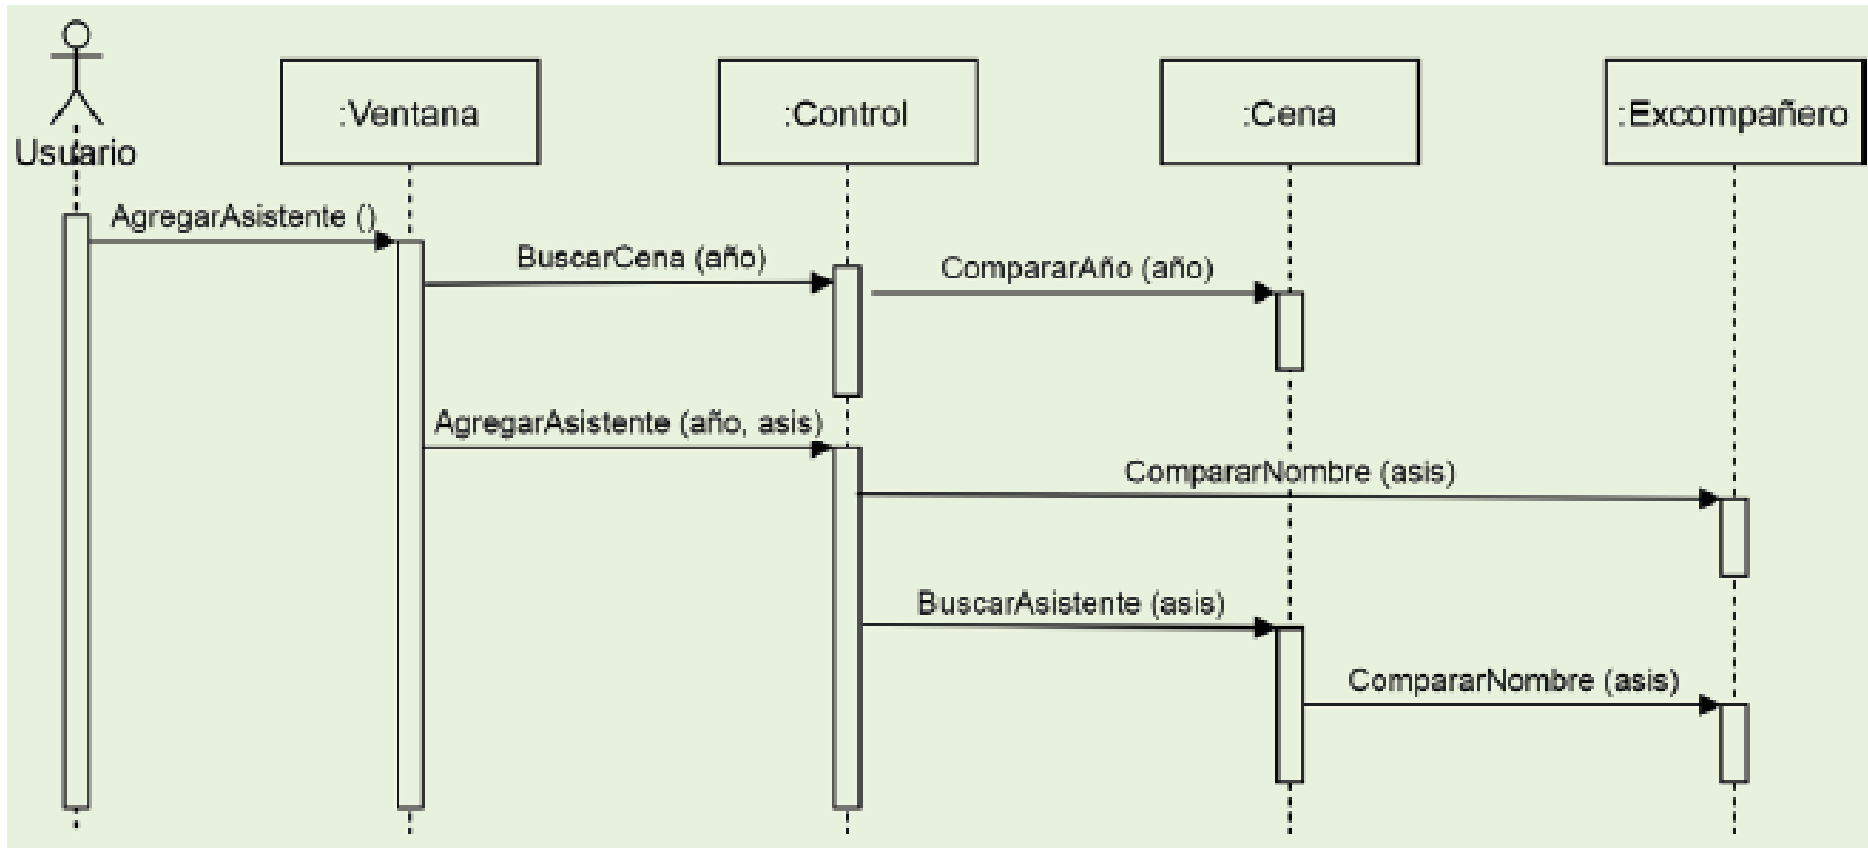 Usuario
:Ventana
:Control
:Cena
:Excompañero
AgregarAsistente ()
BuscarCena (año)
CompararAño (año)
AgregarAsistente (año, asis)
CompararNombre (asis)
BuscarAsistente (asis)
CompararNombre (asis)